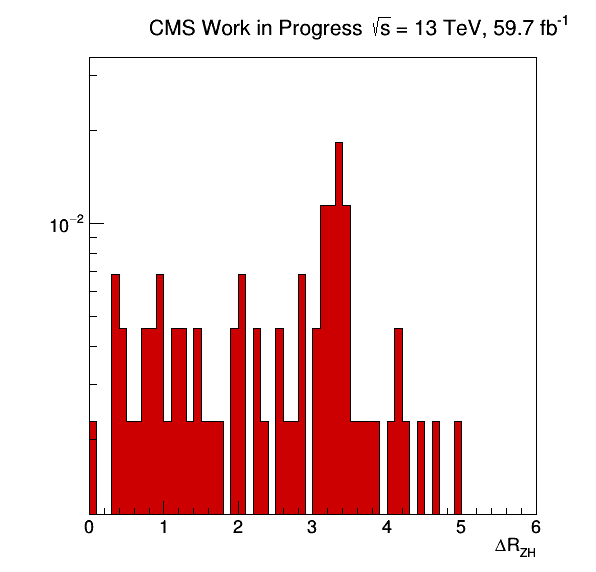 CMS Work in Progress √s = 13 TeV, 59.7 fb⁻¹
10⁻²
0 1 2 3 4 5 6
ΔR_ZH